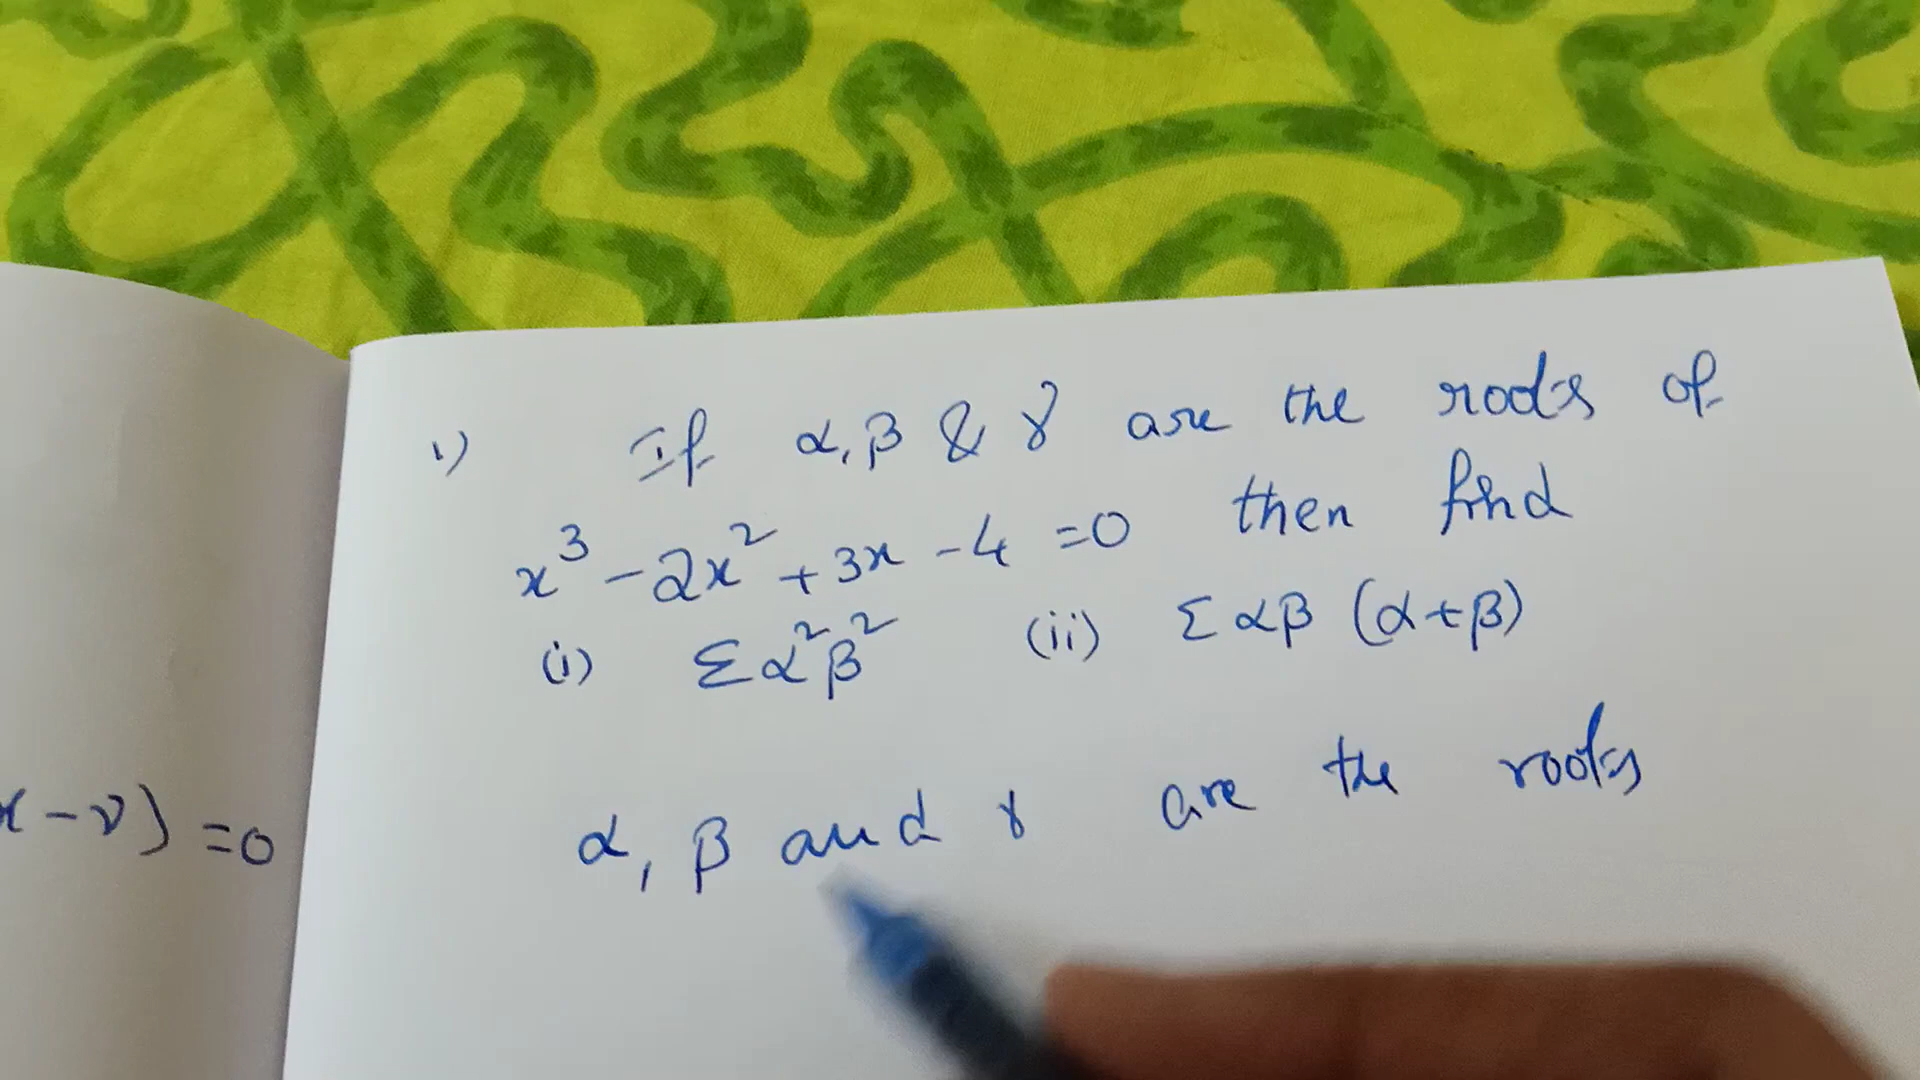 x-ν) =0
1) If α, β & γ are the roots of
x³ - 2x² + 3x - 4 = 0 then find
(i) Σα²β² (ii) Σαβ (α+β)
α, β and γ are the roots